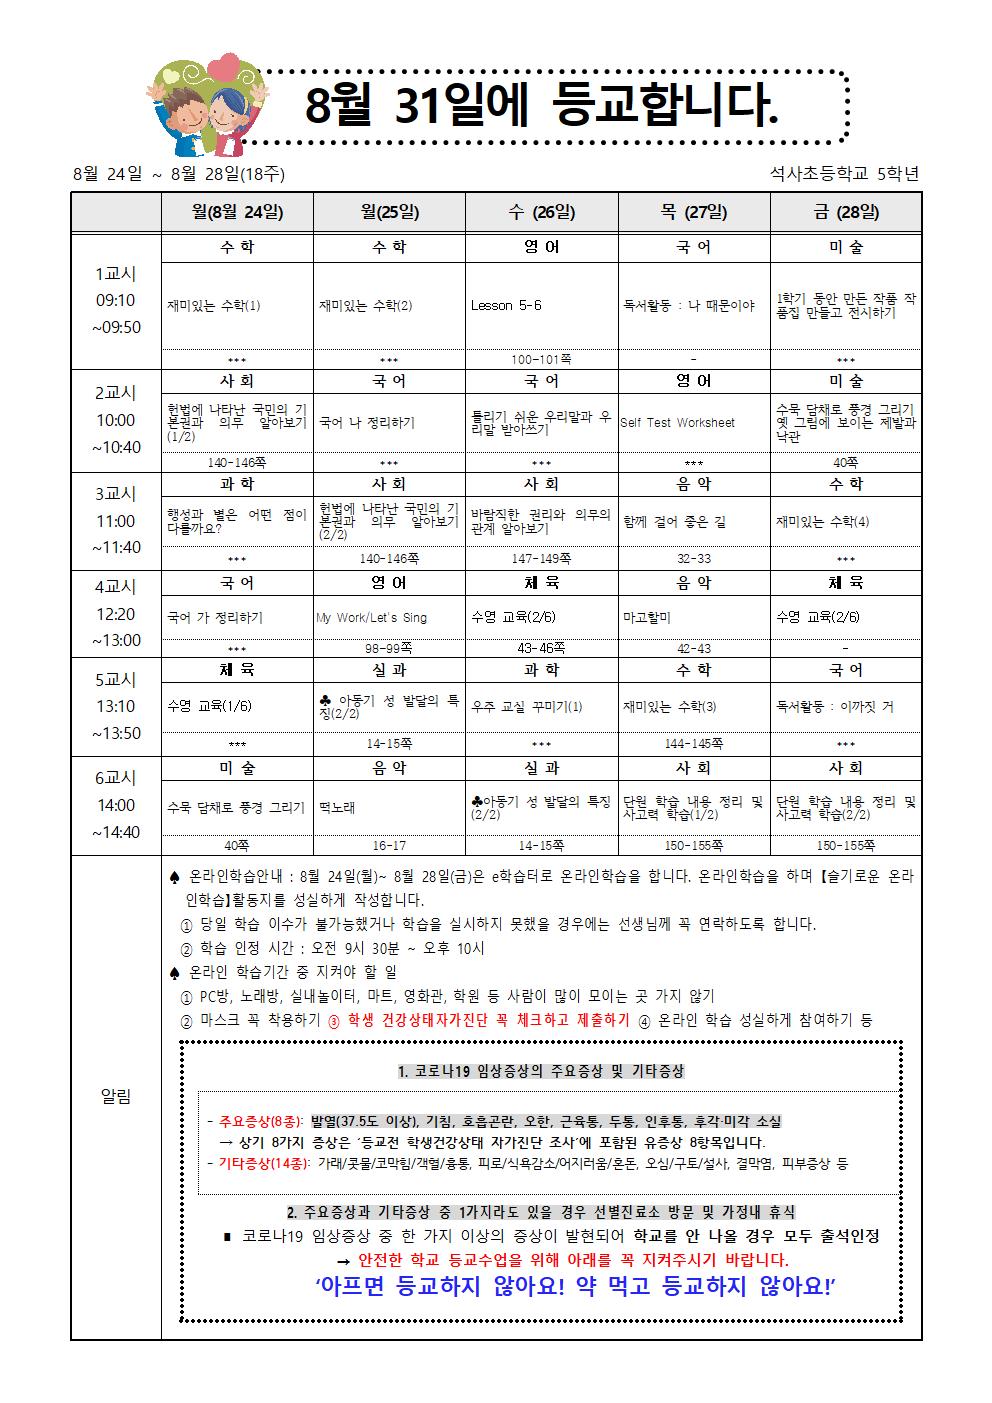 8월 31일에 등교합니다.
8월 24일 ~ 8월 28일(18주) 석사초등학교 5학년
월(8월 24일) 월(25일) 수 (26일) 목 (27일) 금 (28일)
1교시
09:10
~09:50
수 학 수 학 영 어 국 어 미 술
재미있는 수학(1) 재미있는 수학(2) Lesson 5-6 독서활동 : 나 때문이야 1학기 동안 만든 작품 작
품집 만들고 전시하기
*** *** 100-101쪽 - ***
2교시
10:00
~10:40
사 회 국 어 국 어 영 어 미 술
헌법에 나타난 국민의 기
본권과 의무 알아보기
(1/2)
국어 나 정리하기
틀리기 쉬운 우리말과 우
리말 받아쓰기
Self Test Worksheet
수묵 담채로 풍경 그리기
옛 그림에 보이는 제발과
낙관
140-146쪽 *** *** *** 40쪽
3교시
11:00
~11:40
과 학 사 회 사 회 음 악 수 학
행성과 별은 어떤 점이
다를까요?
헌법에 나타난 국민의 기
본권과 의무 알아보기
(2/2)
바람직한 권리와 의무의
관계 알아보기
함께 걸어 좋은 길
재미있는 수학(4)
*** 140-146쪽 147-149쪽 32-33 ***
4교시
12:20
~13:00
국 어 영 어 체 육 음 악 체 육
국어 가 정리하기 My Work/Let's Sing 수영 교육(2/6) 마고할미 수영 교육(2/6)
*** 98-99쪽 43-46쪽 42-43 -
5교시
13:10
~13:50
체 육 실 과 과 학 수 학 국 어
수영 교육(1/6)
♣ 아동기 성 발달의 특
징(2/2)
우주 교실 꾸미기(1)
재미있는 수학(3)
독서활동 : 이까짓 거
*** 14-15쪽 *** 144-145쪽 ***
6교시
14:00
~14:40
미 술 음 악 실 과 사 회 사 회
수묵 담채로 풍경 그리기
떡노래
♣아동기 성 발달의 특징
(2/2)
단원 학습 내용 정리 및
사고력 학습(1/2)
단원 학습 내용 정리 및
사고력 학습(2/2)
40쪽 16-17 14-15쪽 150-155쪽 150-155쪽
알림
♠ 온라인학습안내 : 8월 24일(월)~ 8월 28일(금)은 e학습터로 온라인학습을 합니다. 온라인학습을 하며 【슬기로운 온라
인학습】활동지를 성실하게 작성합니다.
① 당일 학습 이수가 불가능했거나 학습을 실시하지 못했을 경우에는 선생님께 꼭 연락하도록 합니다.
② 학습 인정 시간 : 오전 9시 30분 ~ 오후 10시
♠ 온라인 학습기간 중 지켜야 할 일
① PC방, 노래방, 실내놀이터, 마트, 영화관, 학원 등 사람이 많이 모이는 곳 가지 않기
② 마스크 꼭 착용하기 ③ 학생 건강상태자가진단 꼭 체크하고 제출하기 ④ 온라인 학습 성실하게 참여하기 등
1. 코로나19 임상증상의 주요증상 및 기타증상
- 주요증상(8종): 발열(37.5도 이상), 기침, 호흡곤란, 오한, 근육통, 두통, 인후통, 후각·미각 소실
→ 상기 8가지 증상은 ‘등교전 학생건강상태 자가진단 조사’에 포함된 유증상 8항목입니다.
- 기타증상(14종): 가래/콧물/코막힘/객혈/흉통, 피로/식욕감소/어지러움/혼돈, 오심/구토/설사, 결막염, 피부증상 등
2. 주요증상과 기타증상 중 1가지라도 있을 경우 선별진료소 방문 및 가정내 휴식
■ 코로나19 임상증상 중 한 가지 이상의 증상이 발현되어 학교를 안 나올 경우 모두 출석인정
→ 안전한 학교 등교수업을 위해 아래를 꼭 지켜주시기 바랍니다.
‘아프면 등교하지 않아요! 약 먹고 등교하지 않아요!’